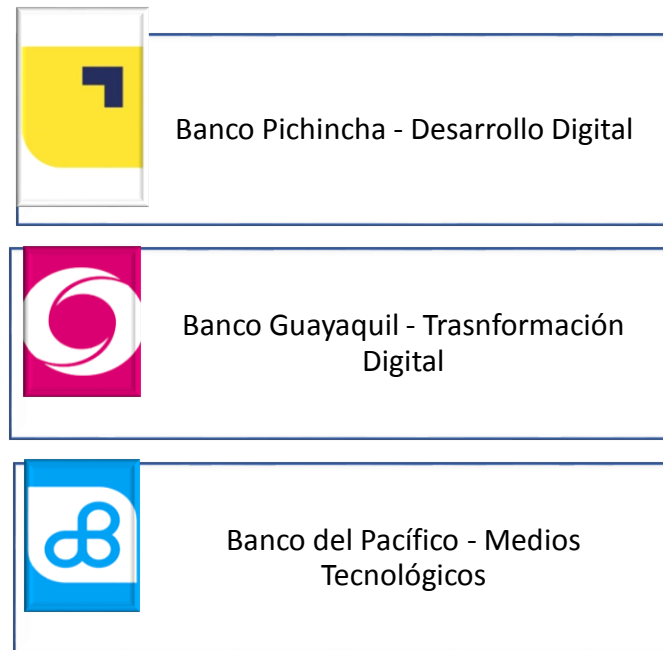 Banco Pichincha - Desarrollo Digital
Banco Guayaquil - Trasnformación
Digital
Banco del Pacífico - Medios
Tecnológicos